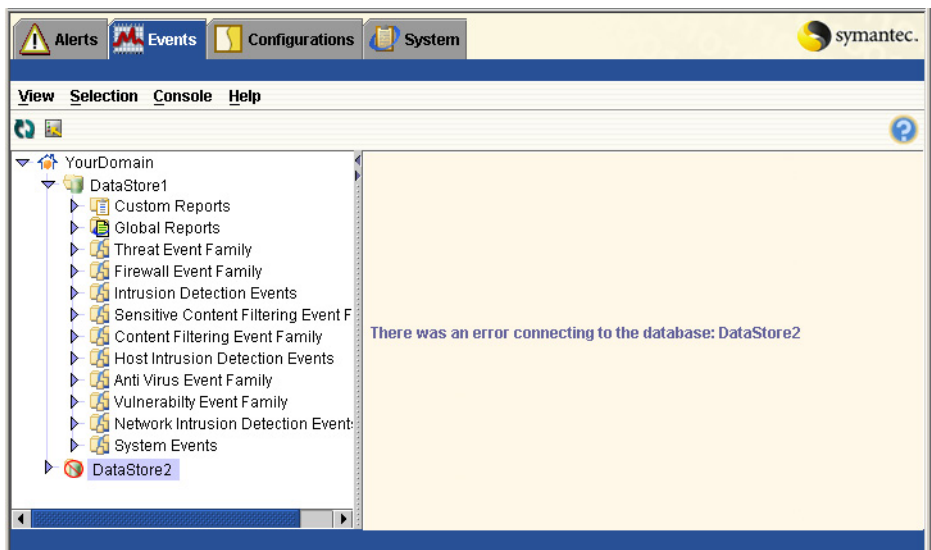 Alerts
Events
Configurations
System
symantec.
View Selection Console Help
YourDomain
DataStore1
Custom Reports
Global Reports
Threat Event Family
Firewall Event Family
Intrusion Detection Events
Sensitive Content Filtering Event F
Content Filtering Event Family
Host Intrusion Detection Events
Anti Virus Event Family
Vulnerabilty Event Family
Network Intrusion Detection Event
System Events
DataStore2
There was an error connecting to the database: DataStore2